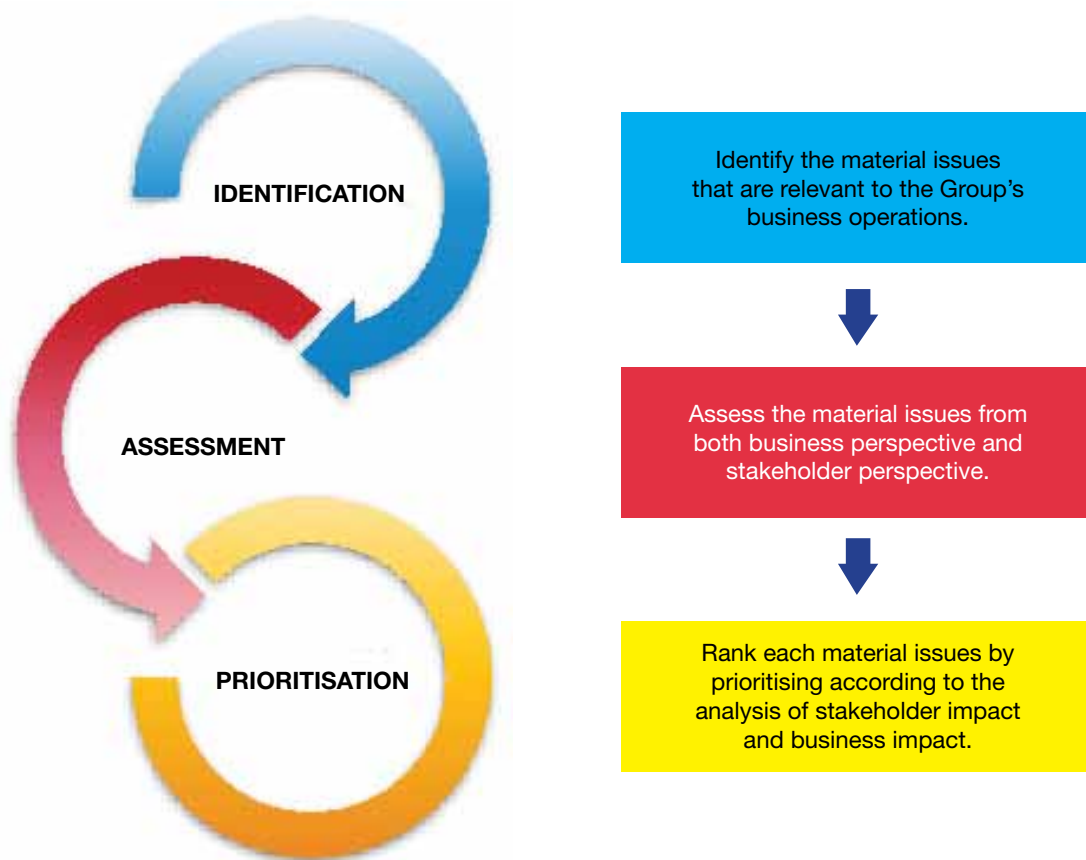 IDENTIFICATION
Identify the material issues
that are relevant to the Group’s
business operations.
ASSESSMENT
Assess the material issues from
both business perspective and
stakeholder perspective.
PRIORITISATION
Rank each material issues by
prioritising according to the
analysis of stakeholder impact
and business impact.